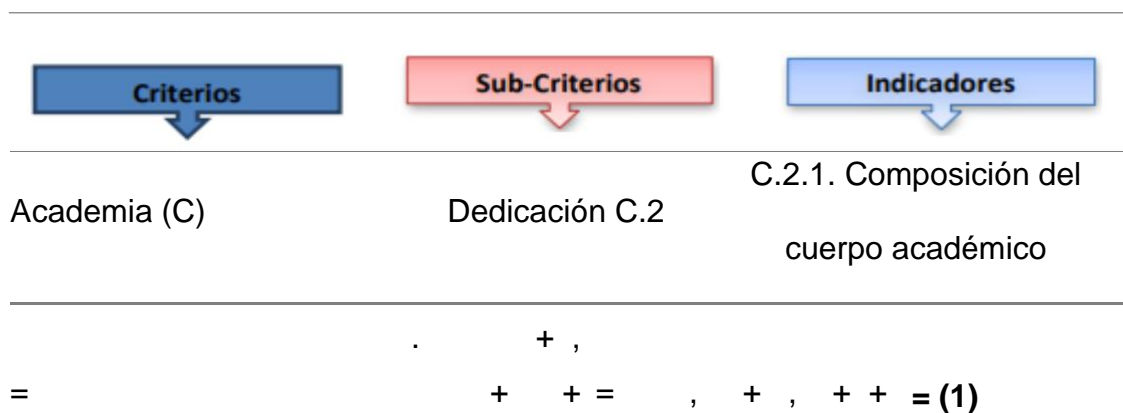 Criterios Sub-Criterios Indicadores
Academia (C) Dedicación C.2 C.2.1. Composición del cuerpo académico
. + ,
= + + = , + , + + = (1)